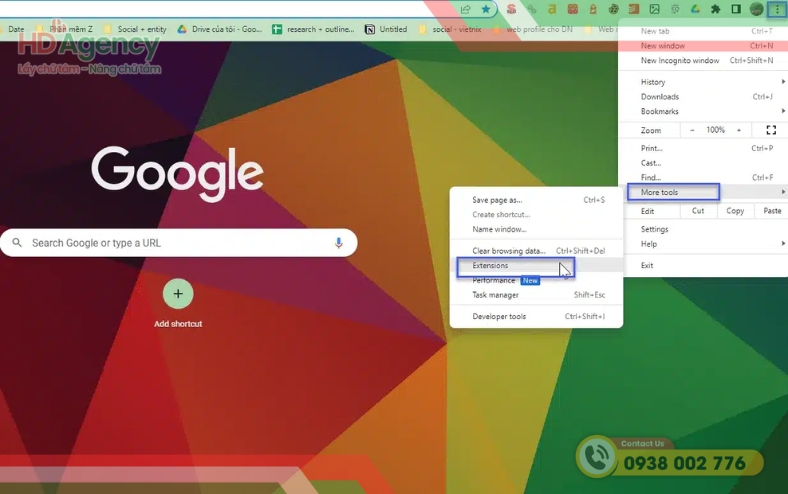 Date
Phần mềm Z
Social + entity
Drive của tôi - Goo...
research + outline...
Untitled
social - vietnix
web profile cho DN
HD Agency
Lấy chữ tâm - Nâng chữ tầm
New tab Ctrl+T
New window Ctrl+N
New Incognito window Ctrl+Shift+N
History
Downloads Ctrl+J
Bookmarks
Zoom - 100% +
Print... Ctrl+P
Cast...
Find... Ctrl+F
More tools
Edit Cut Copy Paste
Settings
Help
Exit
Save page as... Ctrl+S
Create shortcut...
Name window...
Clear browsing data... Ctrl+Shift+Del
Extensions
Performance New
Task manager Shift+Esc
Developer tools Ctrl+Shift+I
Google
Search Google or type a URL
Add shortcut
Contact Us
0938 002 776